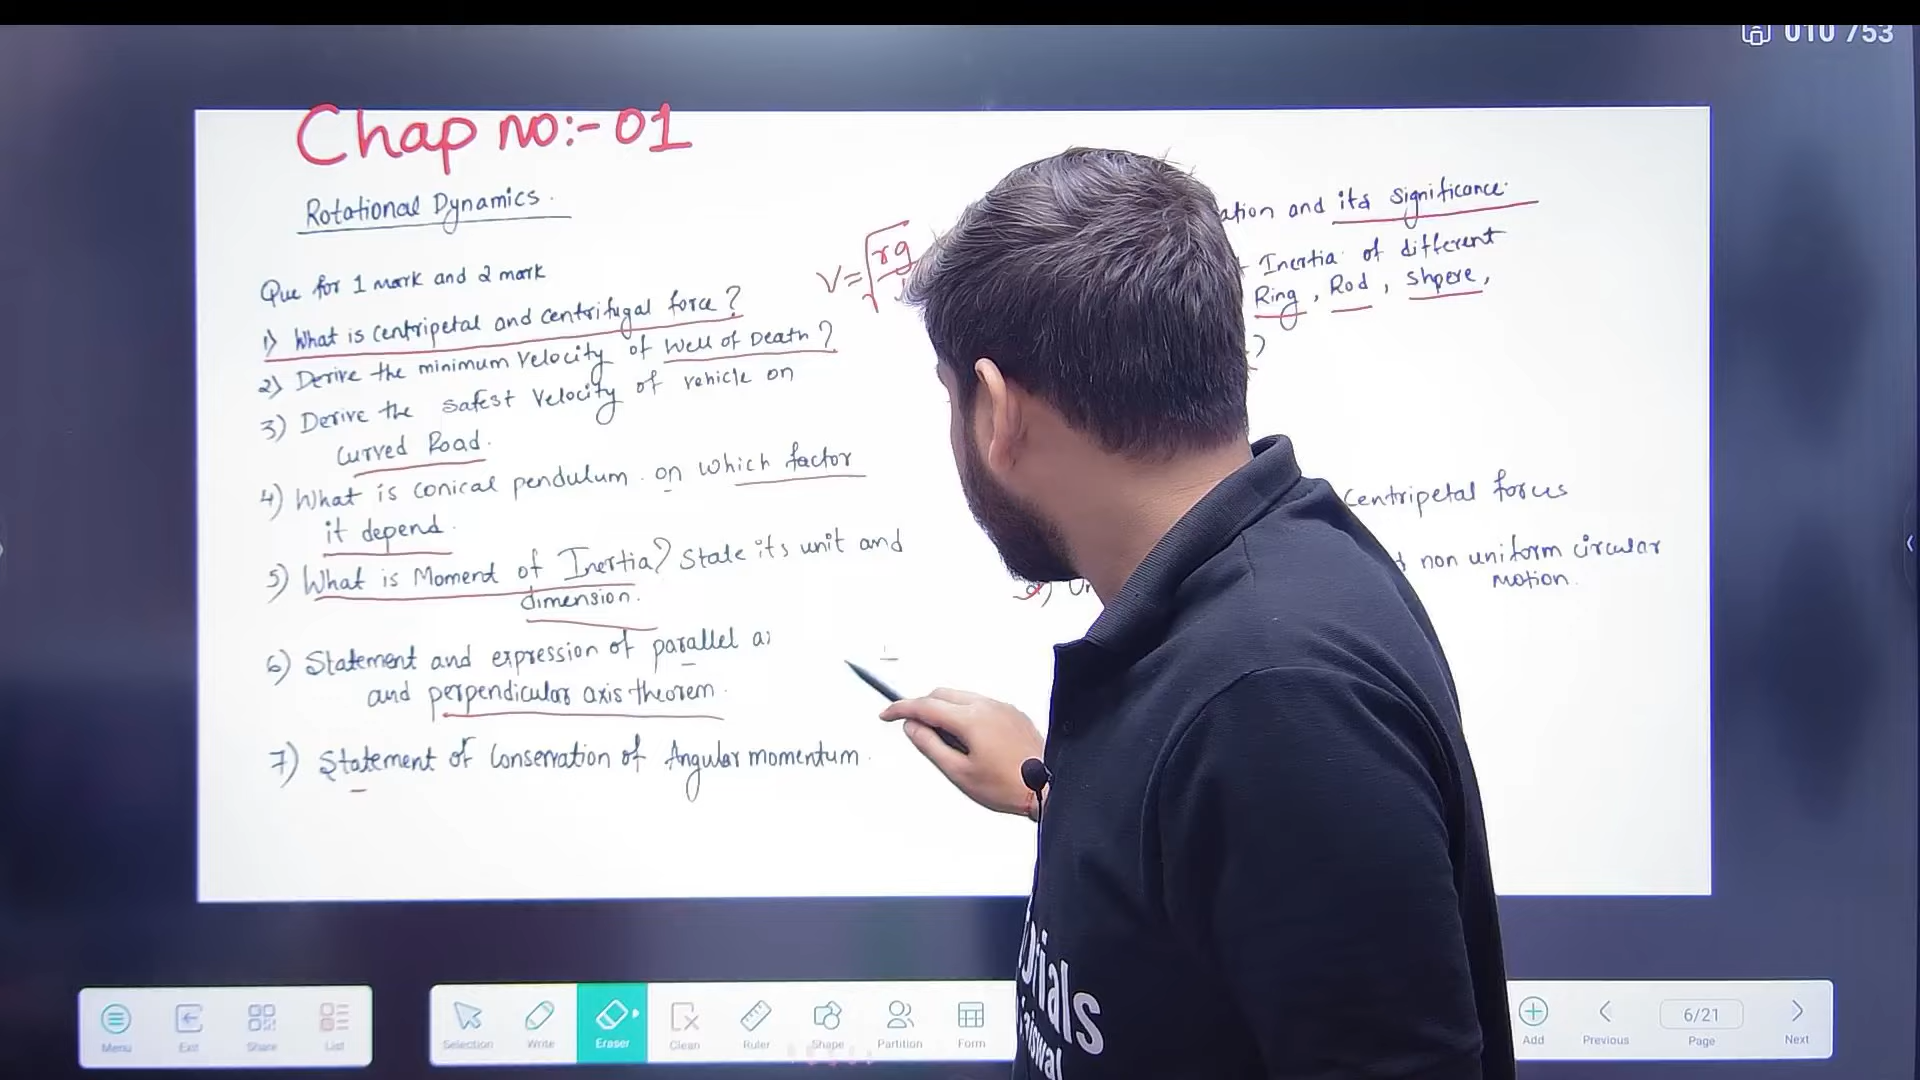 010753
Chap no:- 01
Rotational Dynamics.
Que for 1 mark and 2 mark
1) What is centripetal and centrifugal force?
2) Derive the minimum velocity of Well of Death?
3) Derive the safest velocity of vehicle on
curved Road.
4) What is conical pendulum on which factor
it depend.
5) What is Moment of Inertia? State its unit and
dimension.
6) Statement and expression of parallel
and perpendicular axis theorem.
7) Statement of Conservation of Angular momentum.
V = √rg
ation and its significance.
Inertia of different
Ring, Rod, Shpere,
centripetal forces
non uniform circular
motion.
Menu
Exit
Share
List
Selection
Write
Eraser
Clean
Ruler
Shape
Partition
Form
Add
Previous
6/21
Page
Next
orials